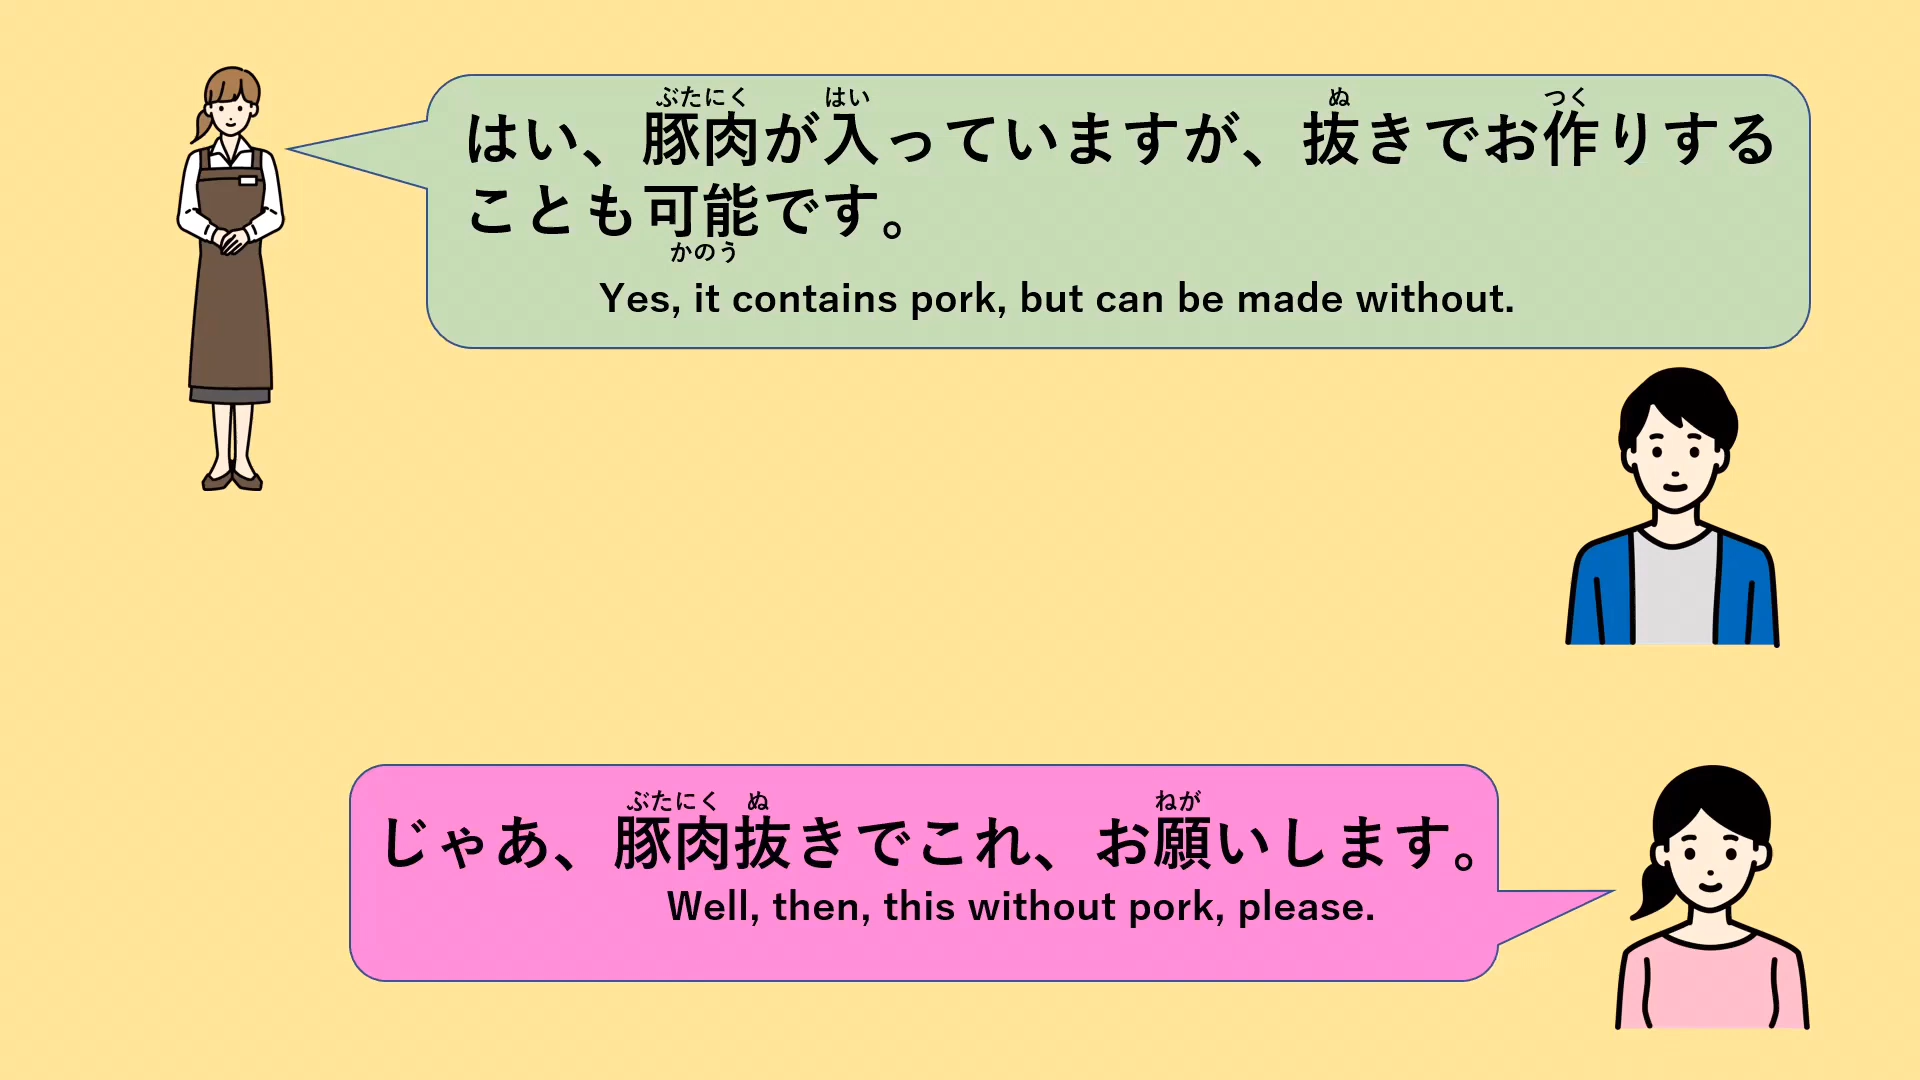 ぶたにく はい ぬ つく
はい、豚肉が入っていますが、抜きでお作りする
ことも可能です。
かのう
Yes, it contains pork, but can be made without.
ぶたにく ぬ ねが
じゃあ、豚肉抜きでこれ、お願いします。
Well, then, this without pork, please.